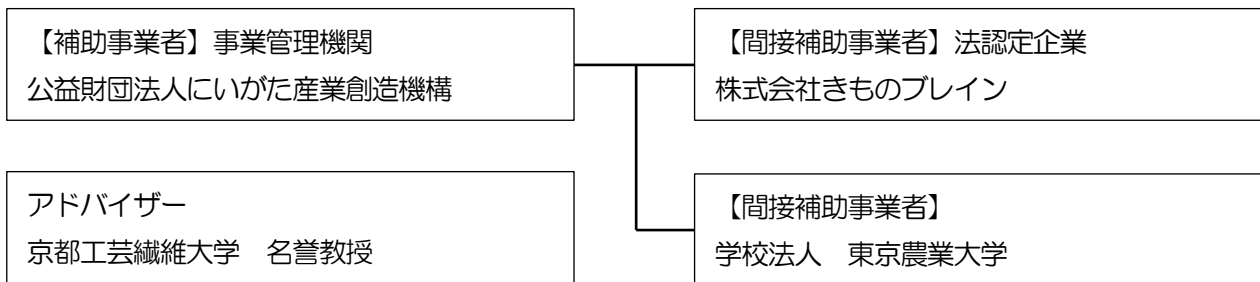 【補助事業者】事業管理機関
公益財団法人にいがた産業創造機構
【間接補助事業者】法認定企業
株式会社きものブレイン
アドバイザー
京都工芸繊維大学　名誉教授
【間接補助事業者】
学校法人　東京農業大学